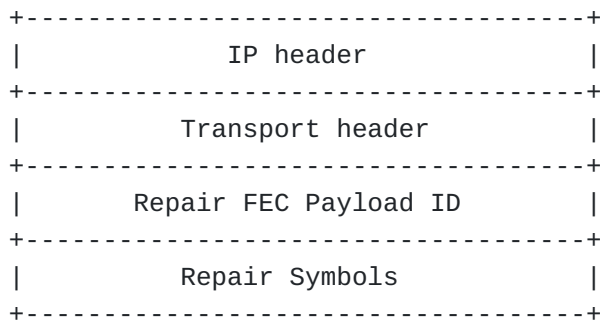 +------------------------------------+
|             IP header              |
+------------------------------------+
|          Transport header          |
+------------------------------------+
|       Repair FEC Payload ID        |
+------------------------------------+
|          Repair Symbols            |
+------------------------------------+